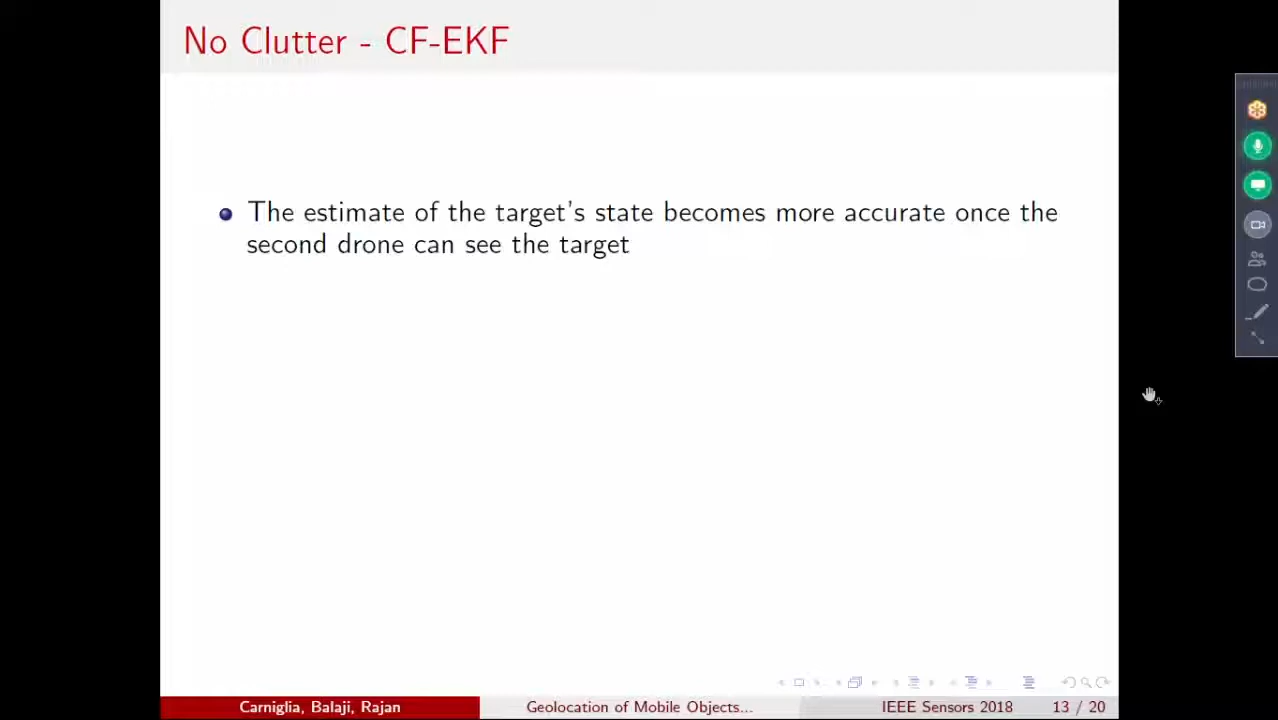 No Clutter - CF-EKF
The estimate of the target's state becomes more accurate once the
second drone can see the target
Carniglia, Balaji, Rajan
Geolocation of Mobile Objects...
IEEE Sensors 2018
13 / 20